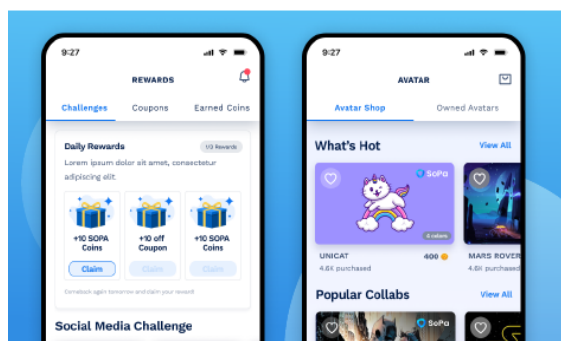 9:27
REWARDS
Challenges Coupons Earned Coins
Daily Rewards
1/3 Rewards
Lorem ipsum dolor sit amet, consectetur
adipiscing elit.
+10 SOPA
Coins
Claim
+10 off
Coupon
Claim
+10 SOPA
Coins
Claim
Comeback again tomorrow and claim your reward!
Social Media Challenge
9:27
AVATAR
Avatar Shop Owned Avatars
What's Hot View All
SoPa
UNICAT 400
4.6K purchased
MARS ROVER
4.6K purchased
Popular Collabs View All
SoPa